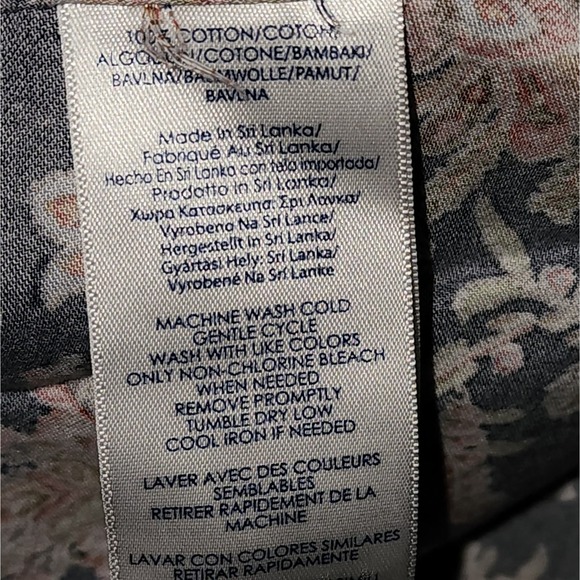 100% COTTON/COTON/
ALGODON/COTONE/BAMBAKI/
BAVLNA/BAUMWOLLE/PAMUT/
BAVLNA
Made In Sri Lanka/
Fabriqué Au Sri Lanka/
Hecho En Sri Lanka con tela importada/
Prodotto in Sri Lanka/
Χωρα Κατασκευης Σρι Λανκα/
Vyrobeno Na Srí Lance/
Hergestellt in Sri Lanka/
Gyártási Hely: Sri Lanka/
Vyrobené Na Srí Lanke
MACHINE WASH COLD
GENTLE CYCLE
WASH WITH LIKE COLORS
ONLY NON-CHLORINE BLEACH
WHEN NEEDED
REMOVE PROMPTLY
TUMBLE DRY LOW
COOL IRON IF NEEDED
LAVER AVEC DES COULEURS
SEMBLABLES
RETIRER RAPIDEMENT DE LA
MACHINE
LAVAR CON COLORES SIMILARES
RETIRAR RAPIDAMENTE